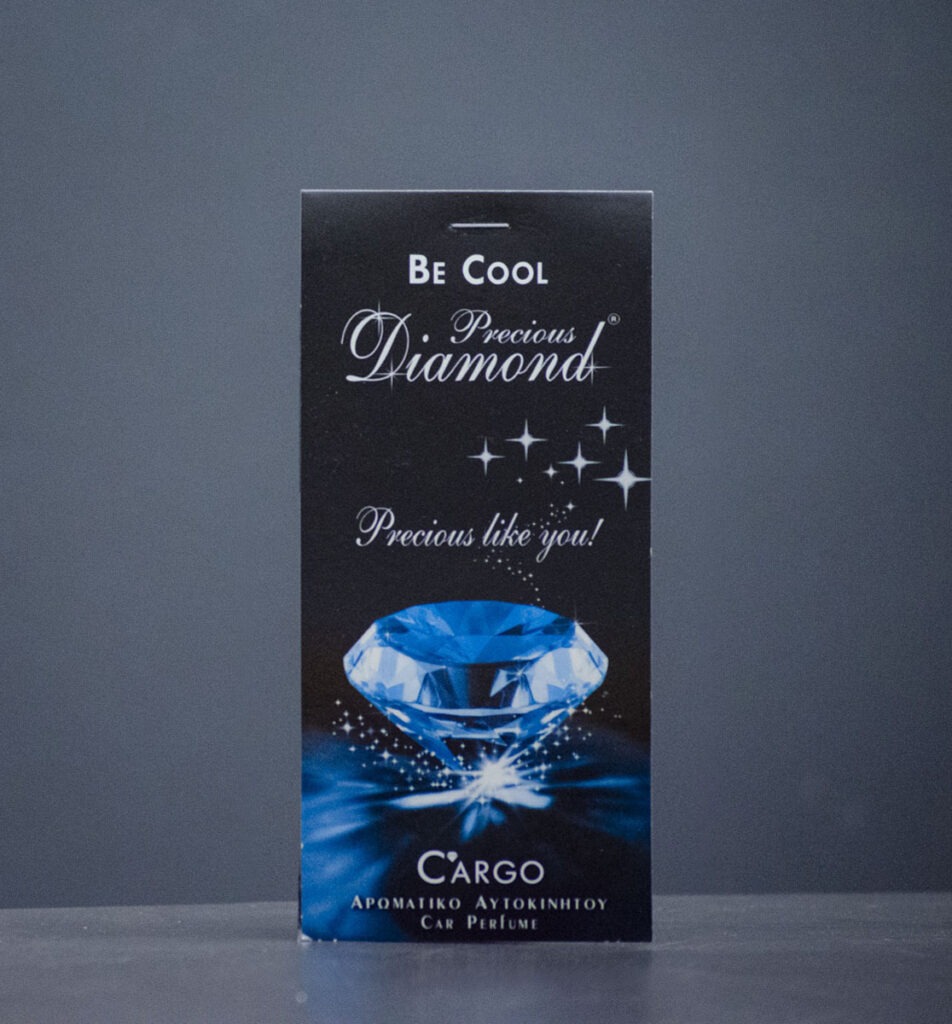 BE COOL
Precious
Diamond®
Precious like you!
C'ARGO
ΑΡΩΜΑΤΙΚΟ ΑΥΤΟΚΙΝΗΤΟΥ
CAR PERFUME